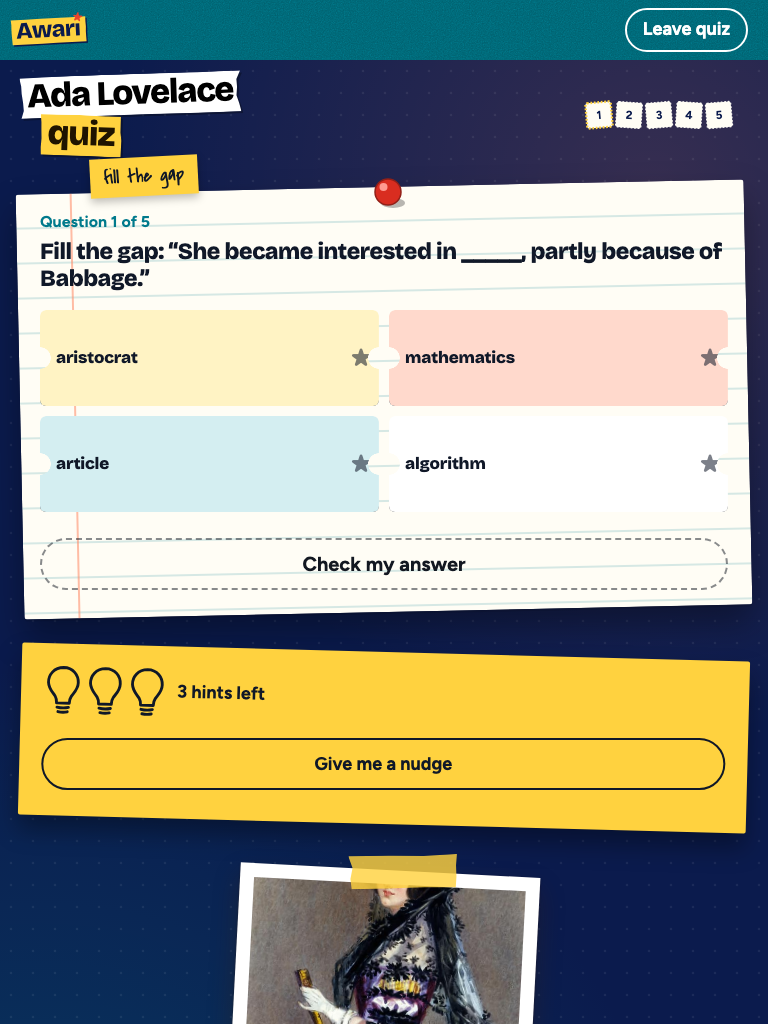 Awari
Leave quiz
Ada Lovelace
quiz
1 2 3 4 5
fill the gap
Question 1 of 5
Fill the gap: “She became interested in _____, partly because of
Babbage.”
aristocrat
mathematics
article
algorithm
Check my answer
3 hints left
Give me a nudge